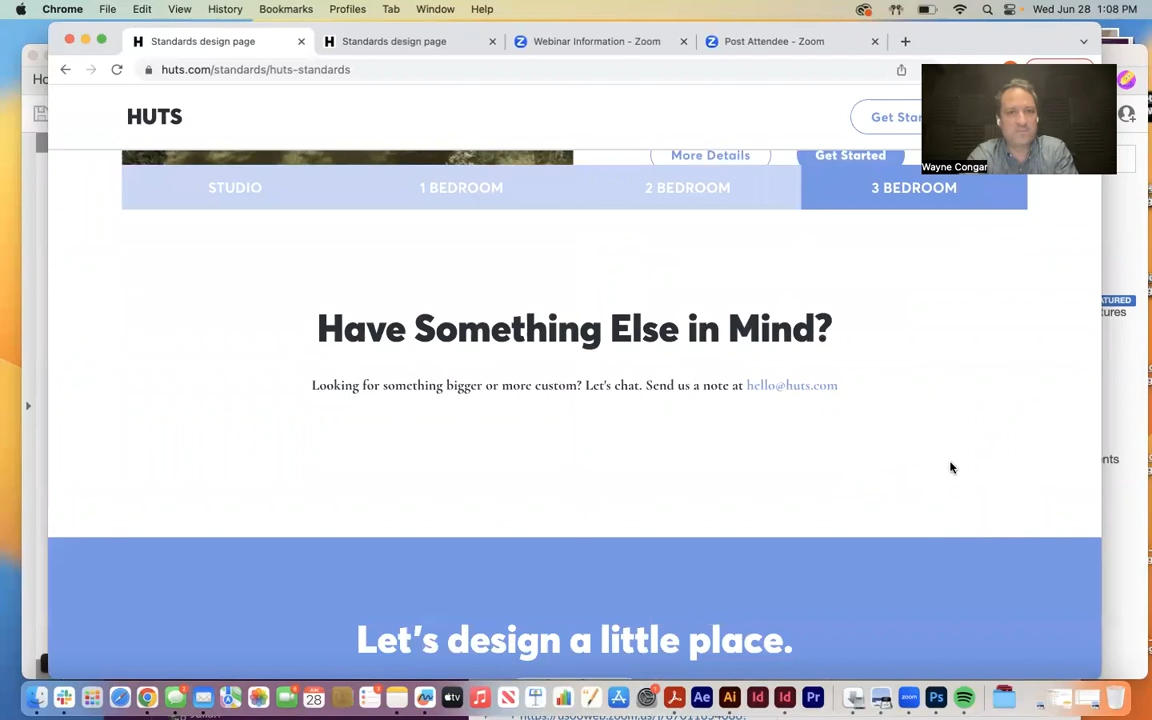 Chrome File Edit View History Bookmarks Profiles Tab Window Help Wed Jun 28 1:08 PM
Standards design page Standards design page Webinar Information - Zoom Post Attendee - Zoom
huts.com/standards/huts-standards
HUTS
Wayne Congar
More Details Get Started
STUDIO 1 BEDROOM 2 BEDROOM 3 BEDROOM
Have Something Else in Mind?
Looking for something bigger or more custom? Let's chat. Send us a note at hello@huts.com
Let's design a little place.